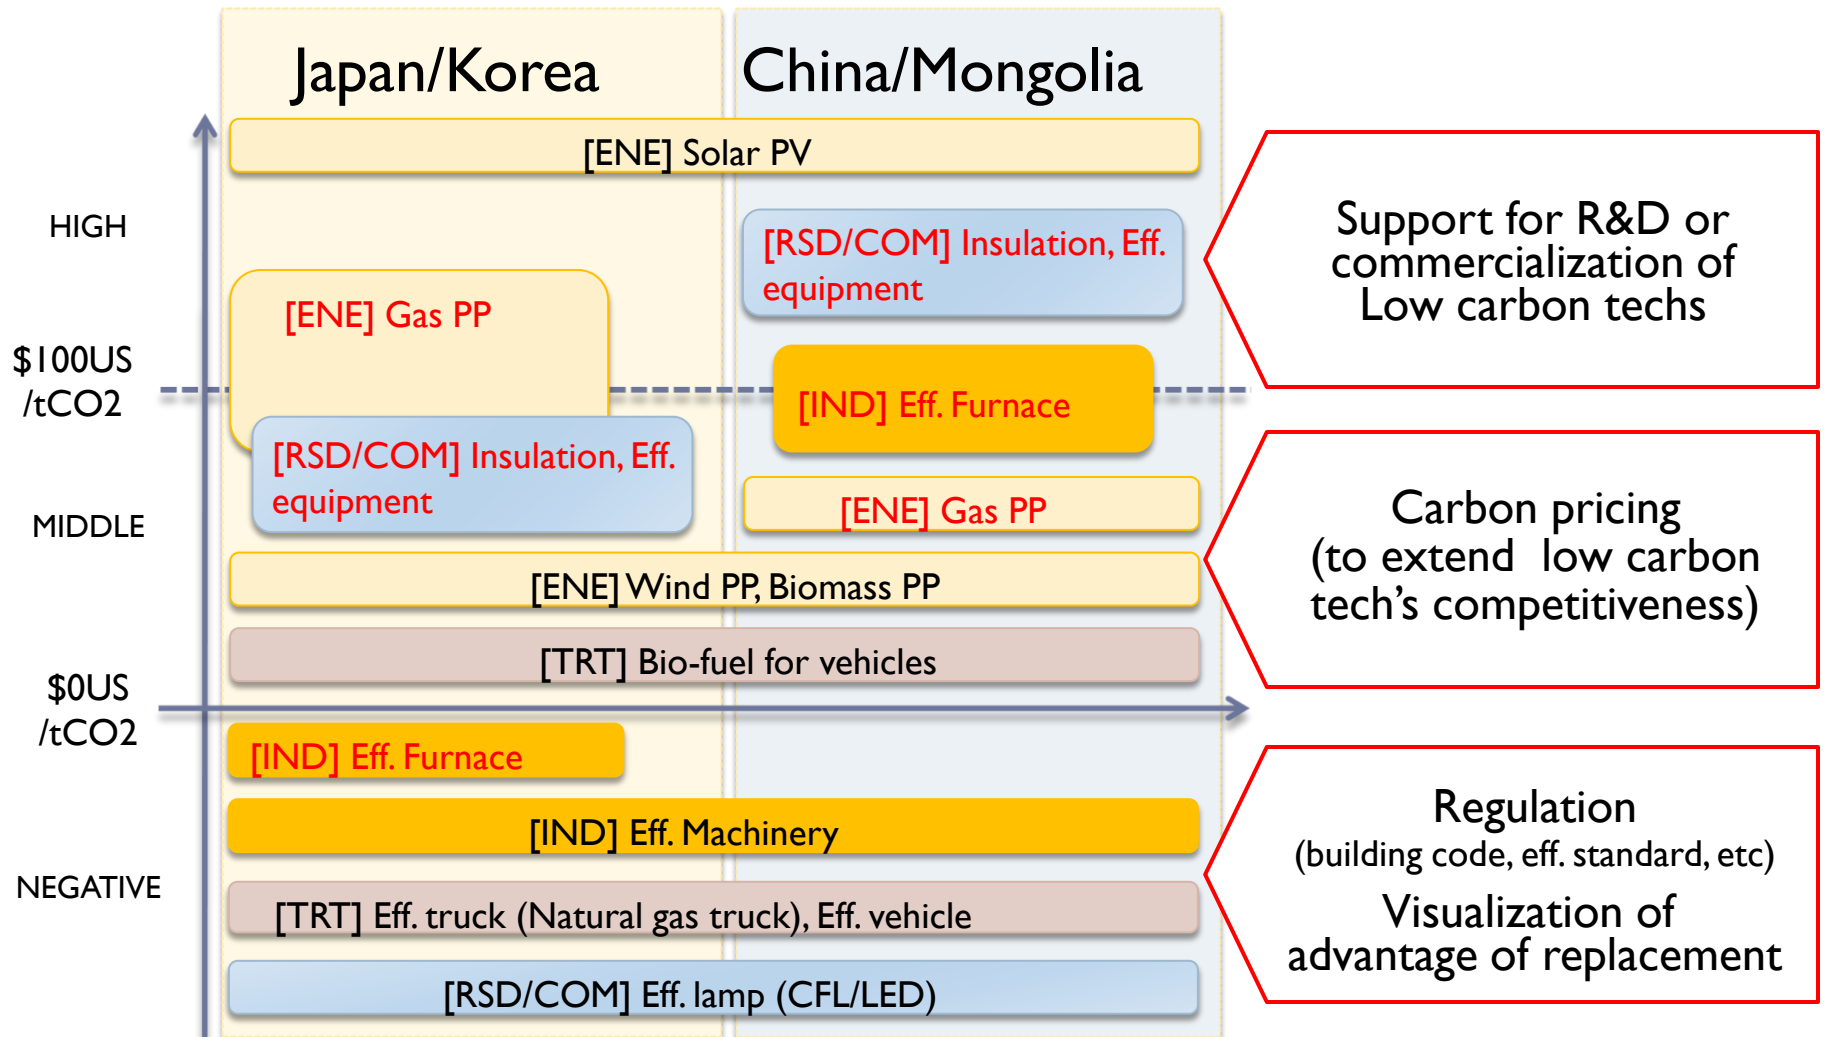 Japan/Korea
China/Mongolia
[ENE] Solar PV
HIGH
[RSD/COM] Insulation, Eff.
equipment
[ENE] Gas PP
$100US
/tCO2
[IND] Eff. Furnace
[RSD/COM] Insulation, Eff.
equipment
[ENE] Gas PP
MIDDLE
[ENE] Wind PP, Biomass PP
[TRT] Bio-fuel for vehicles
$0US
/tCO2
[IND] Eff. Furnace
[IND] Eff. Machinery
NEGATIVE
[TRT] Eff. truck (Natural gas truck), Eff. vehicle
[RSD/COM] Eff. lamp (CFL/LED)
Support for R&D or
commercialization of
Low carbon techs
Carbon pricing
(to extend low carbon
tech's competitiveness)
Regulation
(building code, eff. standard, etc)
Visualization of
advantage of replacement